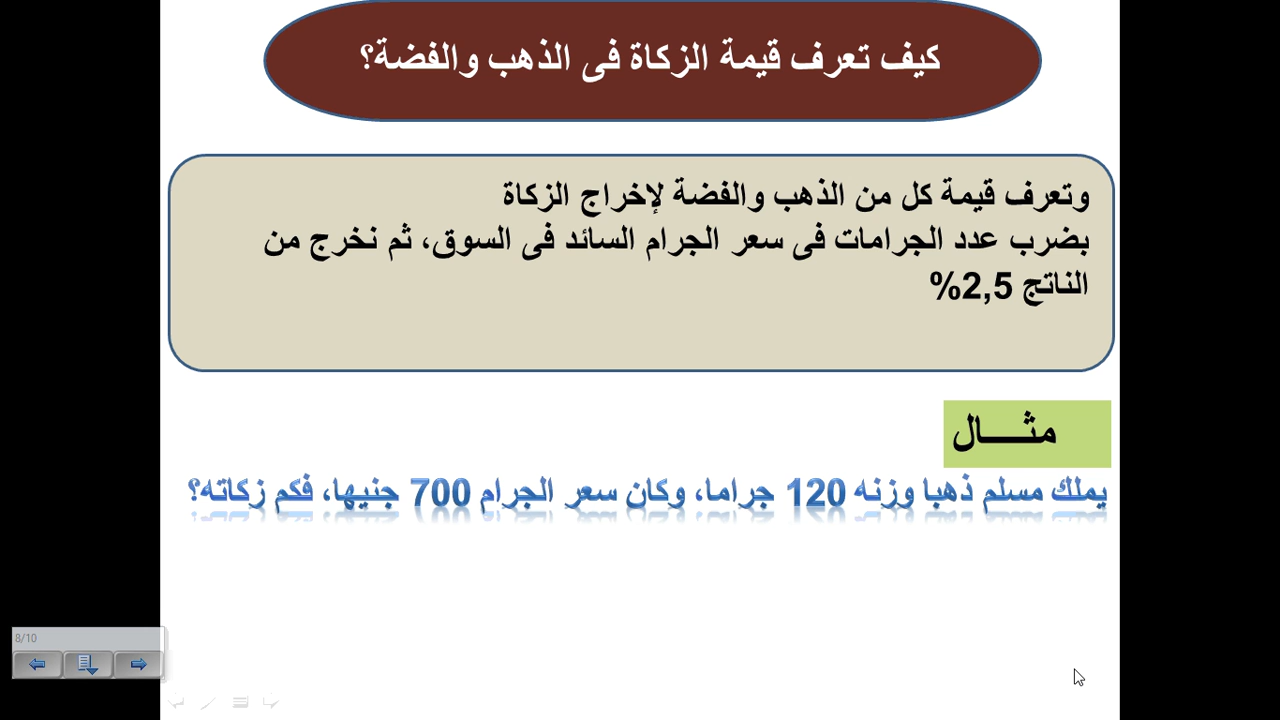 كيف تعرف قيمة الزكاة فى الذهب والفضة؟
وتعرف قيمة كل من الذهب والفضة لإخراج الزكاة
بضرب عدد الجرامات فى سعر الجرام السائد فى السوق، ثم نخرج من
الناتج 2,5%
مثــــال
يملك مسلم ذهبا وزنه 120 جراما، وكان سعر الجرام 700 جنيها، فكم زكاته؟
8/10